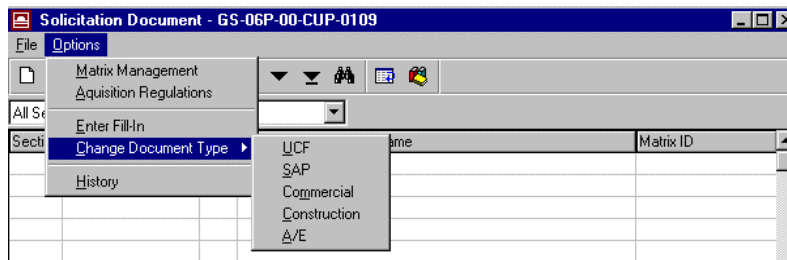 Solicitation Document - GS-06P-00-CUP-0109
File Options
Matrix Management
Aquisition Regulations
All Se
Enter Fill-In
Secti
Change Document Type
ame
Matrix ID
History
UCF
SAP
Commercial
Construction
A/E